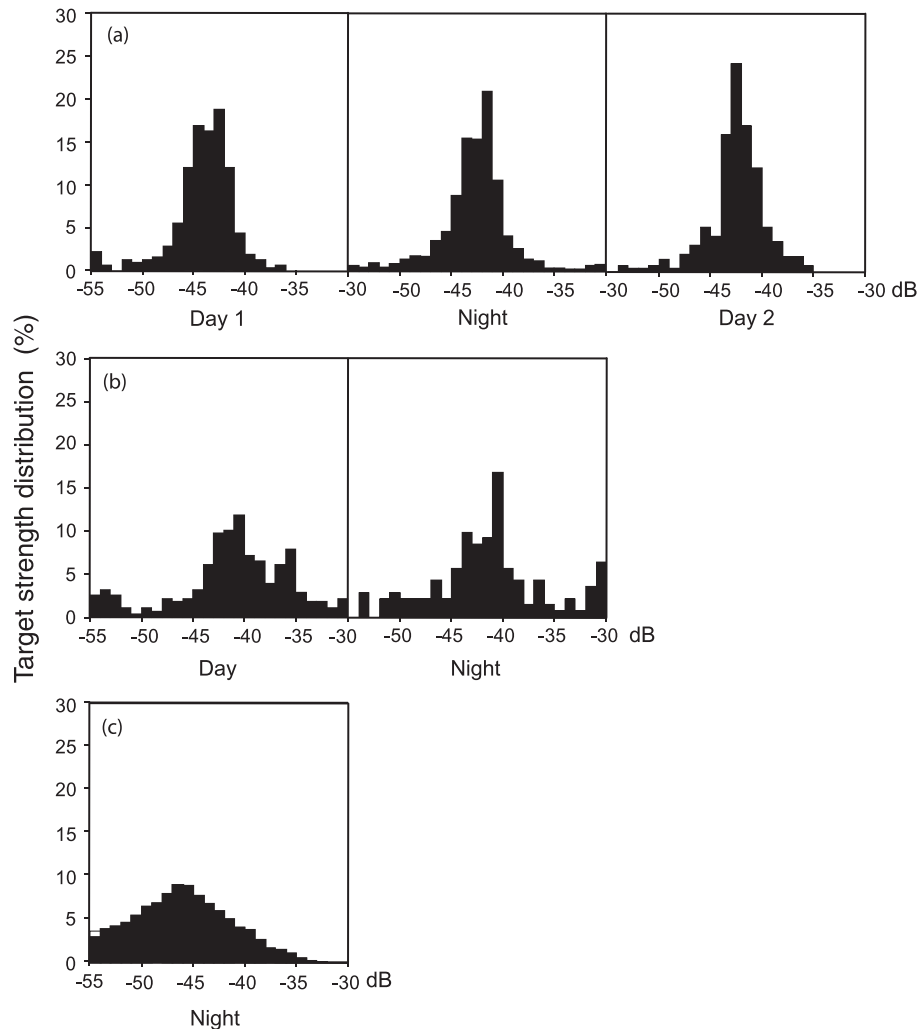 Target strength distribution (%)
(a)
30
25
20
15
10
5
0
-55 -50 -45 -40 -35 -30 -50 -45 -40 -35 -50 -45 -40 -35 -30 dB
Day 1 Night Day 2
(b)
30
25
20
15
10
5
0
-55 -50 -45 -40 -35 -30 -50 -45 -40 -35 -30 dB
Day Night
(c)
30
25
20
15
10
5
0
-55 -50 -45 -40 -35 -30 dB
Night